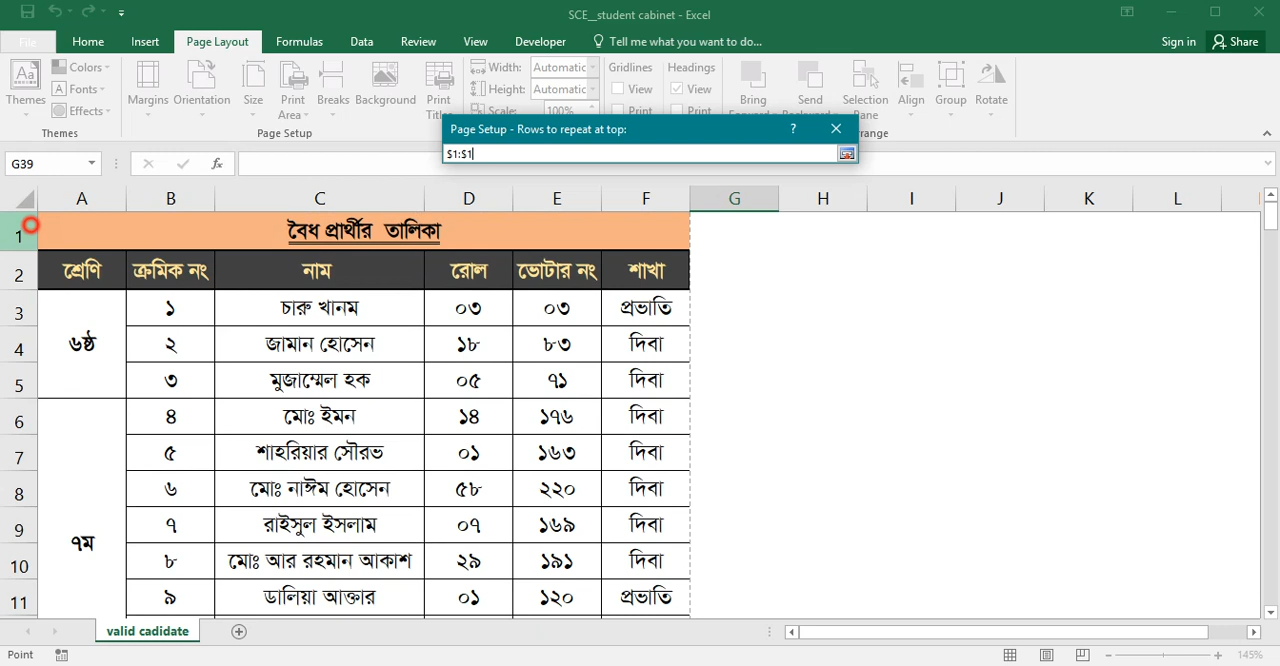 SCE__student cabinet - Excel
File Home Insert Page Layout Formulas Data Review View Developer Tell me what you want to do... Sign in Share
Themes Colors Fonts Effects Margins Orientation Size Print Area Breaks Background Print Titles Width: Automatic Height: Automatic Scale: 100% Gridlines View Print Headings View Print Bring Forward Send Backward Selection Pane Align Group Rotate
Themes Page Setup Arrange
Page Setup - Rows to repeat at top: ?
$1:$1
G39 fx
A B C D E F G H I J K L
1 বৈধ প্রার্থীর তালিকা
2 শ্রেণি ক্রমিক নং নাম রোল ভোটার নং শাখা
3 ১ চারু খানম ০৩ ০৩ প্রভাতি
4 ৬ষ্ঠ ২ জামান হোসেন ১৮ ৮৩ দিবা
5 ৩ মুজাম্মেল হক ০৫ ৭১ দিবা
6 ৪ মোঃ ইমন ১৪ ১৭৬ দিবা
7 ৫ শাহরিয়ার সৌরভ ০১ ১৬৩ দিবা
8 ৬ মোঃ নাঈম হোসেন ৫৮ ২২০ দিবা
9 ৭ম ৭ রাইসুল ইসলাম ০৭ ১৬৯ দিবা
10 ৮ মোঃ আর রহমান আকাশ ২৯ ১৯১ দিবা
11 ৯ ডালিয়া আক্তার ০১ ১২০ প্রভাতি
valid cadidate
Point 145%